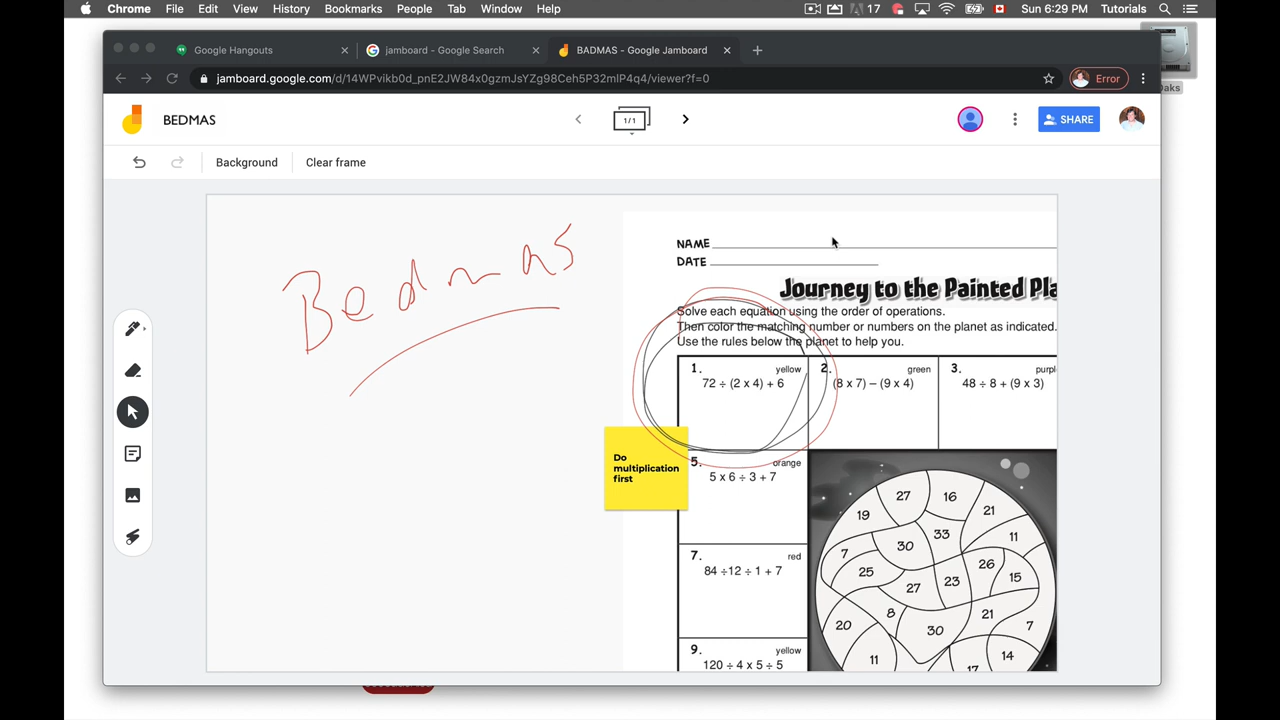 Chrome File Edit View History Bookmarks People Tab Window Help 17 Sun 6:29 PM Tutorials
Google Hangouts
jamboard - Google Search
BADMAS - Google Jamboard
jamboard.google.com/d/14WPvikb0d_pnE2JW84x0gzmJsYZg98Ceh5P32mIP4q4/viewer?f=0
Error
Oaks
BEDMAS
1/1
SHARE
Background
Clear frame
Bedmas
NAME
DATE
Journey to the Painted Pla
Solve each equation using the order of operations.
Then color the matching number or numbers on the planet as indicated.
Use the rules below the planet to help you.
1. yellow
72 ÷ (2 x 4) + 6
2. green
(8 x 7) – (9 x 4)
3. purpl
48 ÷ 8 + (9 x 3)
Do
multiplication
first
5. orange
5 x 6 ÷ 3 + 7
7. red
84 ÷12 ÷ 1 + 7
9. yellow
120 ÷ 4 x 5 ÷ 5
27 16
19 21
33 11
7 30
25 26 15
27 23
8 21
20 30 7
11 17 14